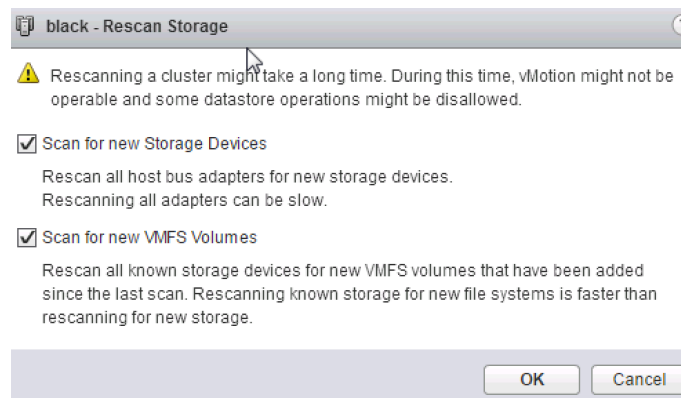 black - Rescan Storage
Rescanning a cluster might take a long time. During this time, vMotion might not be
operable and some datastore operations might be disallowed.
Scan for new Storage Devices
Rescan all host bus adapters for new storage devices.
Rescanning all adapters can be slow.
Scan for new VMFS Volumes
Rescan all known storage devices for new VMFS volumes that have been added
since the last scan. Rescanning known storage for new file systems is faster than
rescanning for new storage.
OK
Cancel